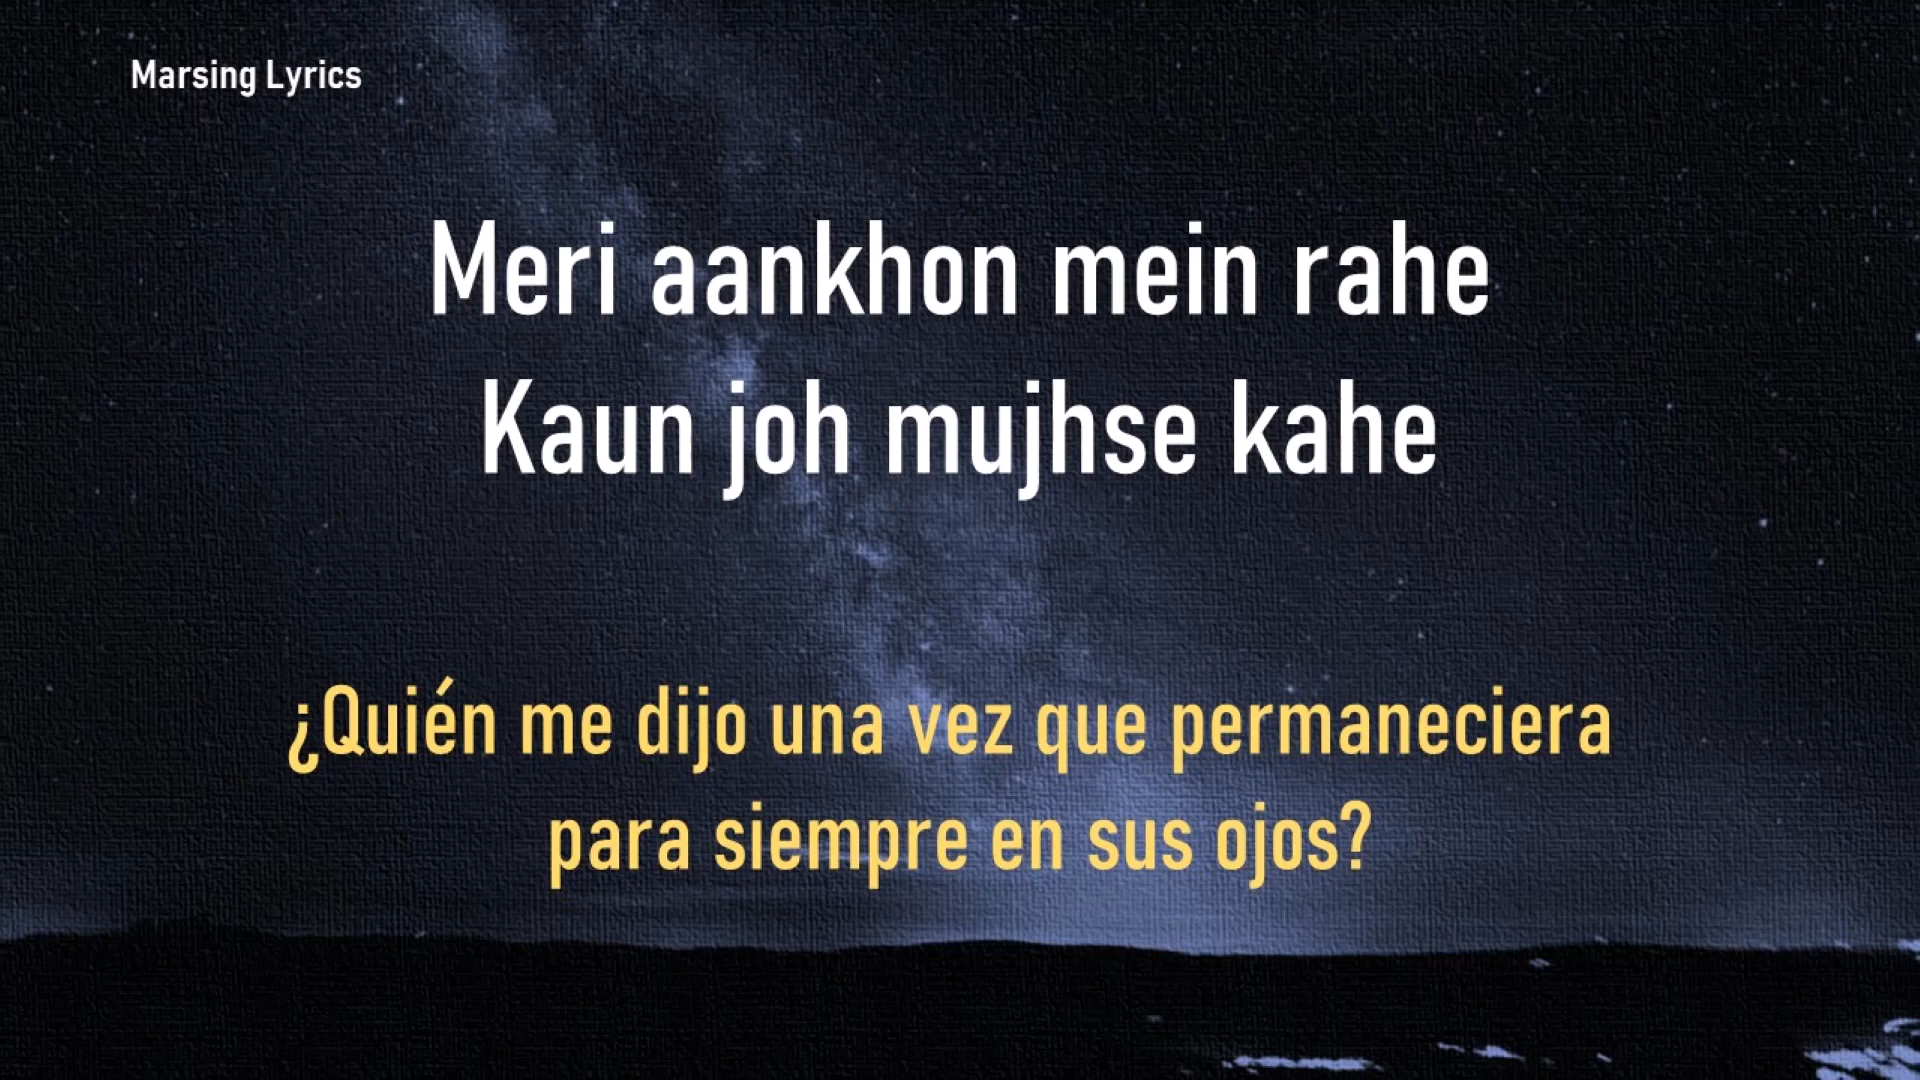 Marsing Lyrics
Meri aankhon mein rahe
Kaun joh mujhse kahe
¿Quién me dijo una vez que permaneciera
para siempre en sus ojos?